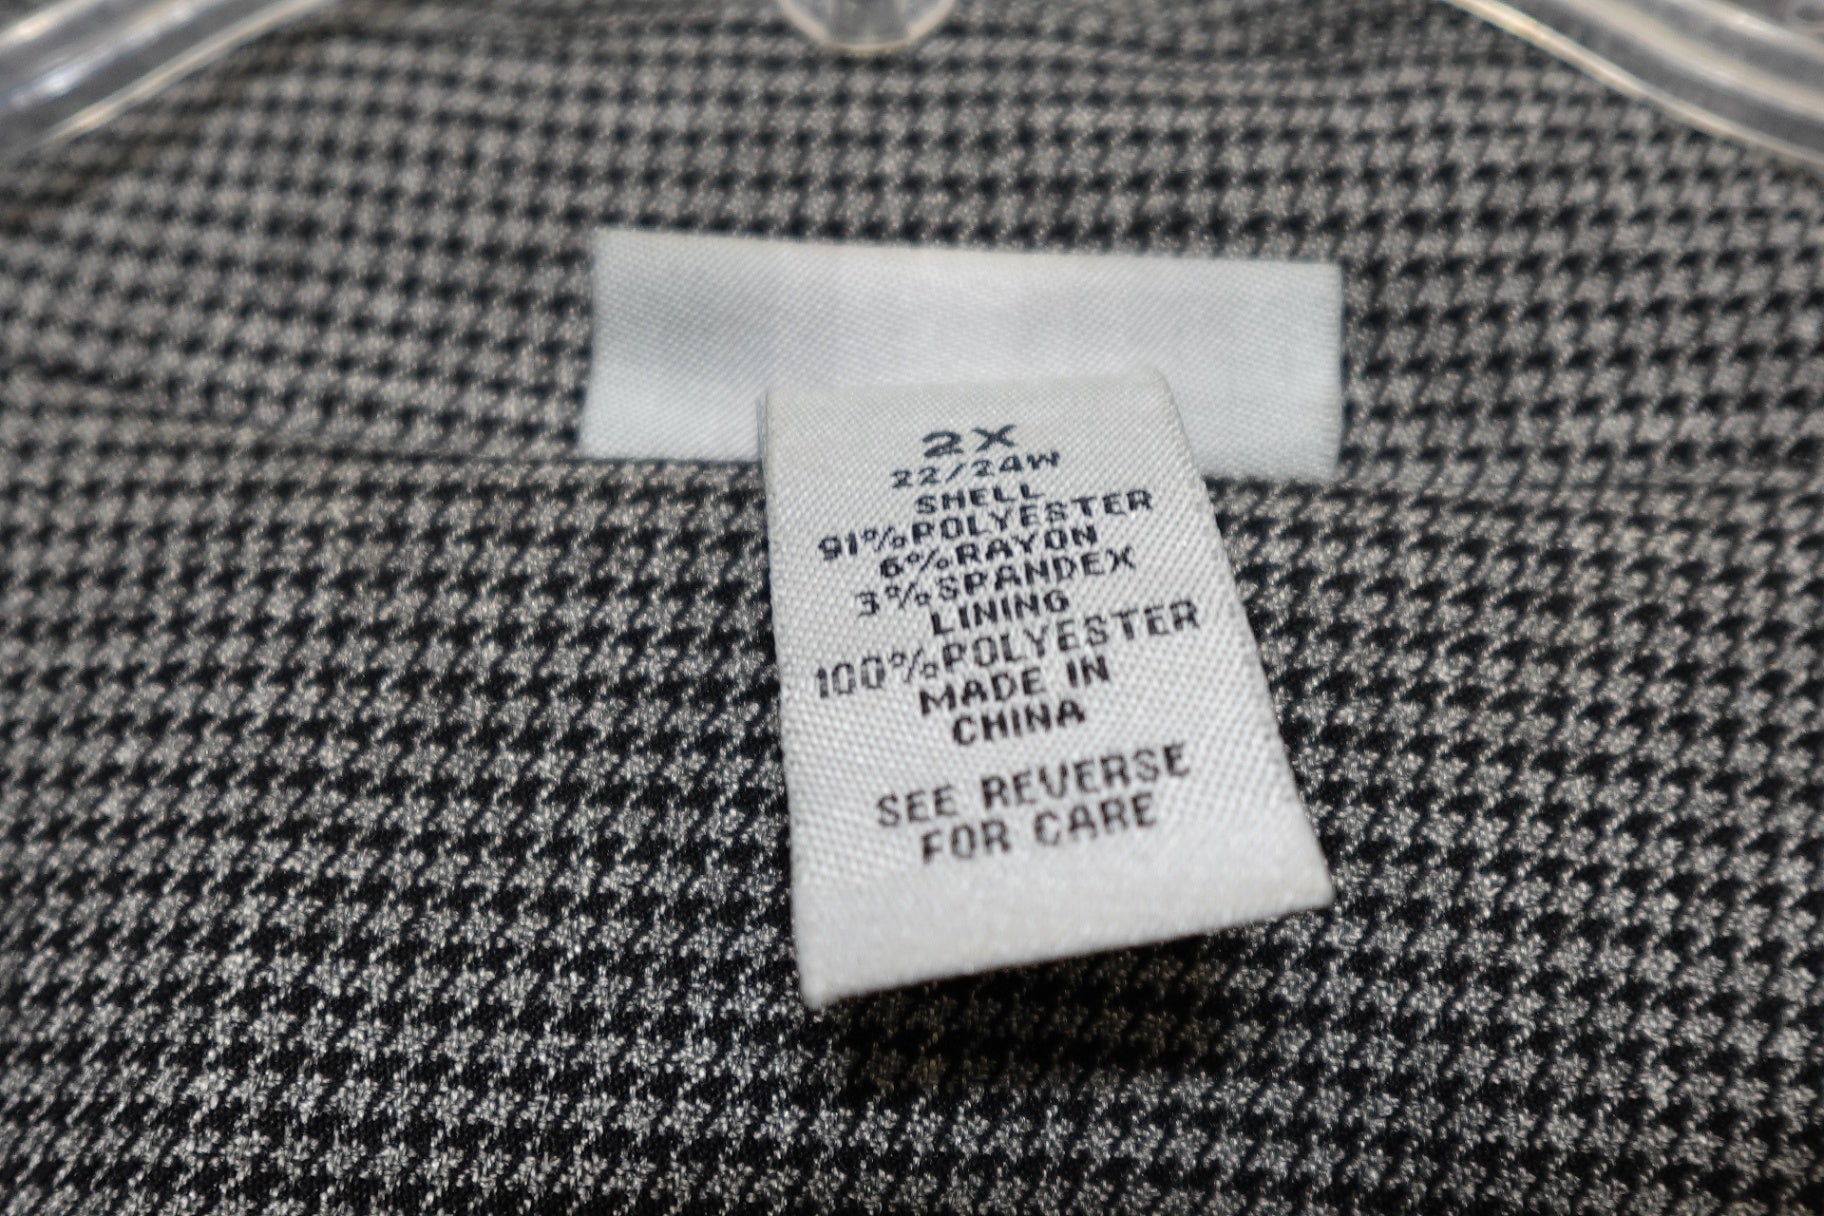 2X
22/24W
SHELL
91%POLYESTER
6%RAYON
3%SPANDEX
LINING
100%POLYESTER
MADE IN
CHINA
SEE REVERSE
FOR CARE